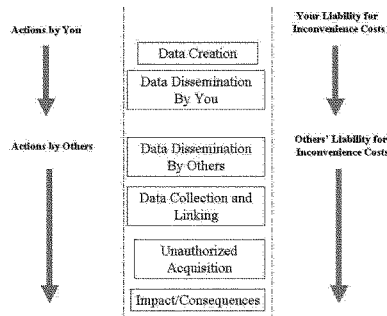 Actions by You
Your Liability for
Inconvenience Costs
Data Creation
Data Dissemination
By You
Actions by Others
Others' Liability for
Inconvenience Costs
Data Dissemination
By Others
Data Collection and
Linking
Unauthorized
Acquisition
Impact/Consequences